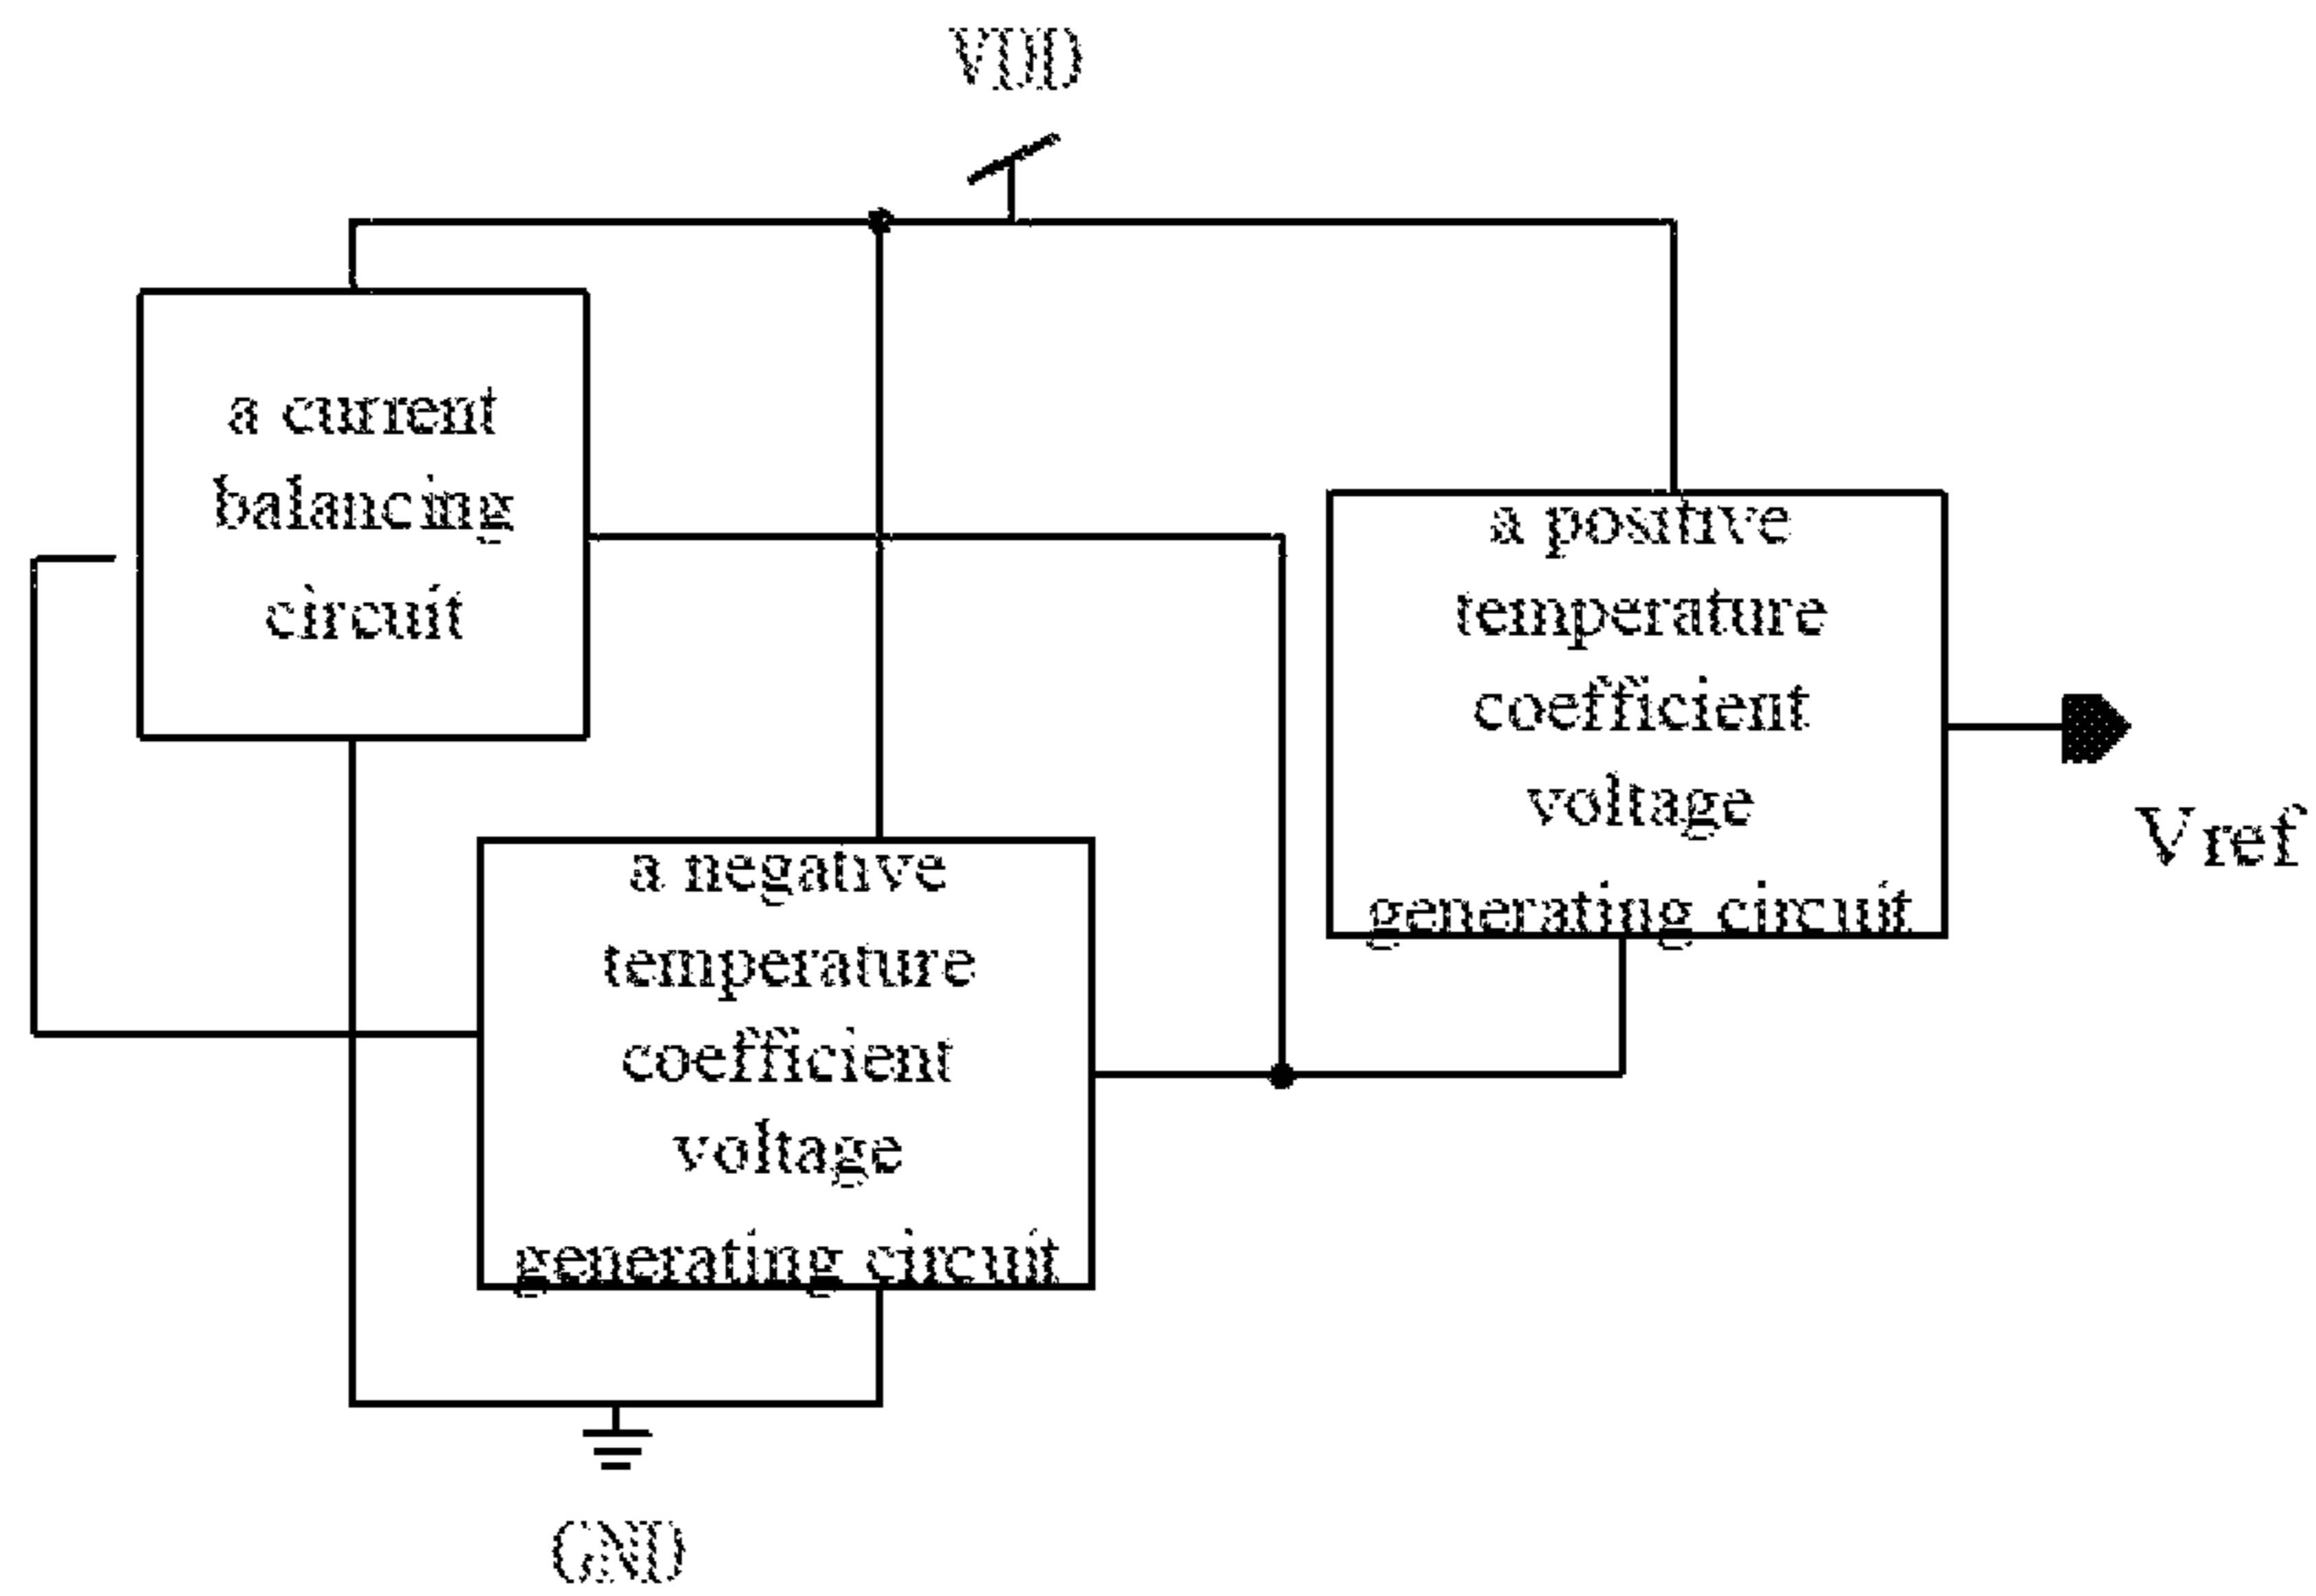 VDD
a current
balancing
circuit
a positive
temperature
coefficient
voltage
generating circuit
Vref
a negative
temperature
coefficient
voltage
generating circuit
GND